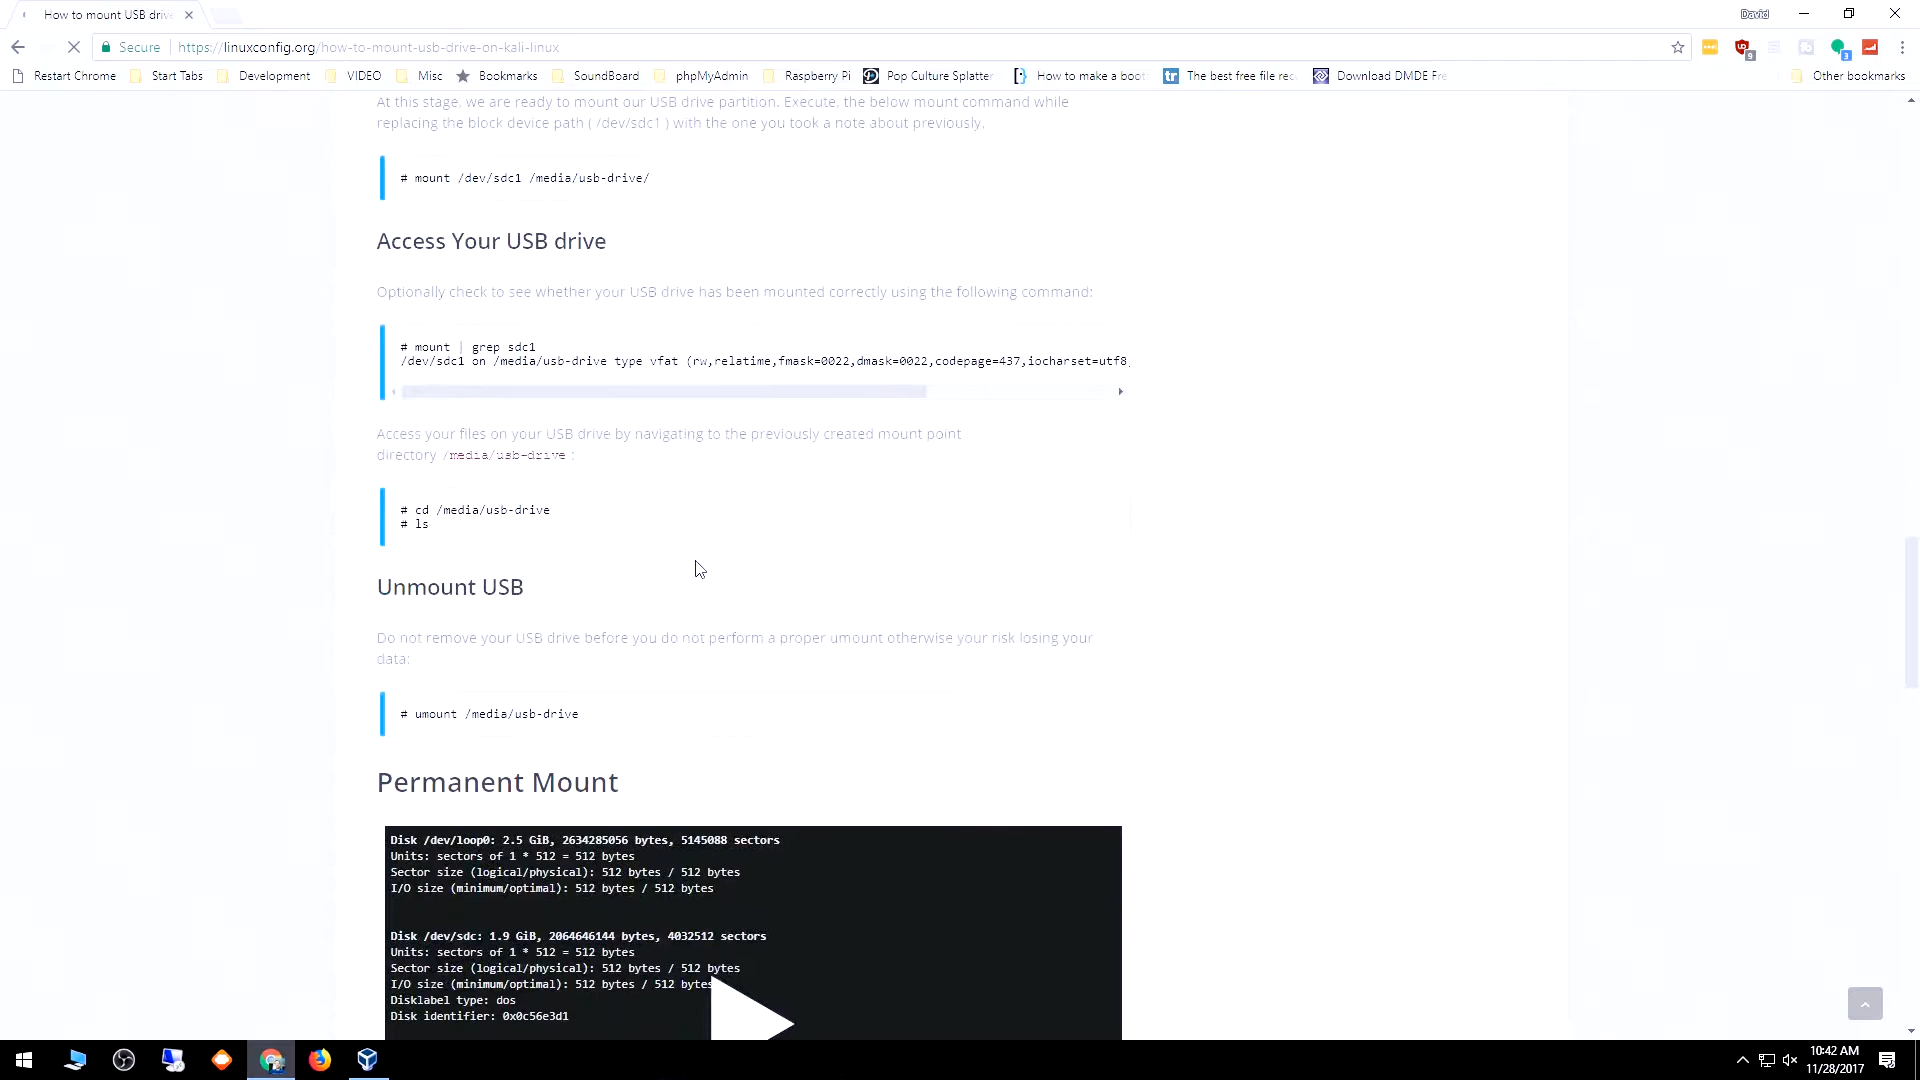 How to mount USB drive
David
Secure
https://linuxconfig.org/how-to-mount-usb-drive-on-kali-linux
9
3
Restart Chrome
Start Tabs
Development
VIDEO
Misc
Bookmarks
SoundBoard
phpMyAdmin
Raspberry Pi
Pop Culture Splatter
How to make a boot
The best free file rec
Download DMDE Fre
Other bookmarks
At this stage, we are ready to mount our USB drive partition. Execute, the below mount command while
replacing the block device path ( /dev/sdc1 ) with the one you took a note about previously,
# mount /dev/sdc1 /media/usb-drive/
Access Your USB drive
Optionally check to see whether your USB drive has been mounted correctly using the following command:
# mount | grep sdc1
/dev/sdc1 on /media/usb-drive type vfat (rw,relatime,fmask=0022,dmask=0022,codepage=437,iocharset=utf8,
Access your files on your USB drive by navigating to the previously created mount point
directory /media/usb-drive :
# cd /media/usb-drive
# ls
Unmount USB
Do not remove your USB drive before you do not perform a proper umount otherwise your risk losing your
data:
# umount /media/usb-drive
Permanent Mount
Disk /dev/loop0: 2.5 GiB, 2634285056 bytes, 5145088 sectors
Units: sectors of 1 * 512 = 512 bytes
Sector size (logical/physical): 512 bytes / 512 bytes
I/O size (minimum/optimal): 512 bytes / 512 bytes
Disk /dev/sdc: 1.9 GiB, 2064646144 bytes, 4032512 sectors
Units: sectors of 1 * 512 = 512 bytes
Sector size (logical/physical): 512 bytes / 512 bytes
I/O size (minimum/optimal): 512 bytes / 512 bytes
Disklabel type: dos
Disk identifier: 0x0c56e3d1
10:42 AM
11/28/2017